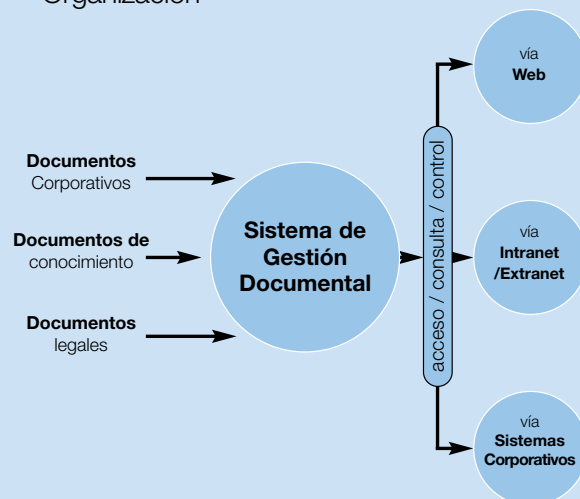 Organización
Documentos
Corporativos
Documentos de
conocimiento
Documentos
legales
Sistema de
Gestión
Documental
acceso / consulta / control
vía
Web
vía
Intranet
/Extranet
vía
Sistemas
Corporativos